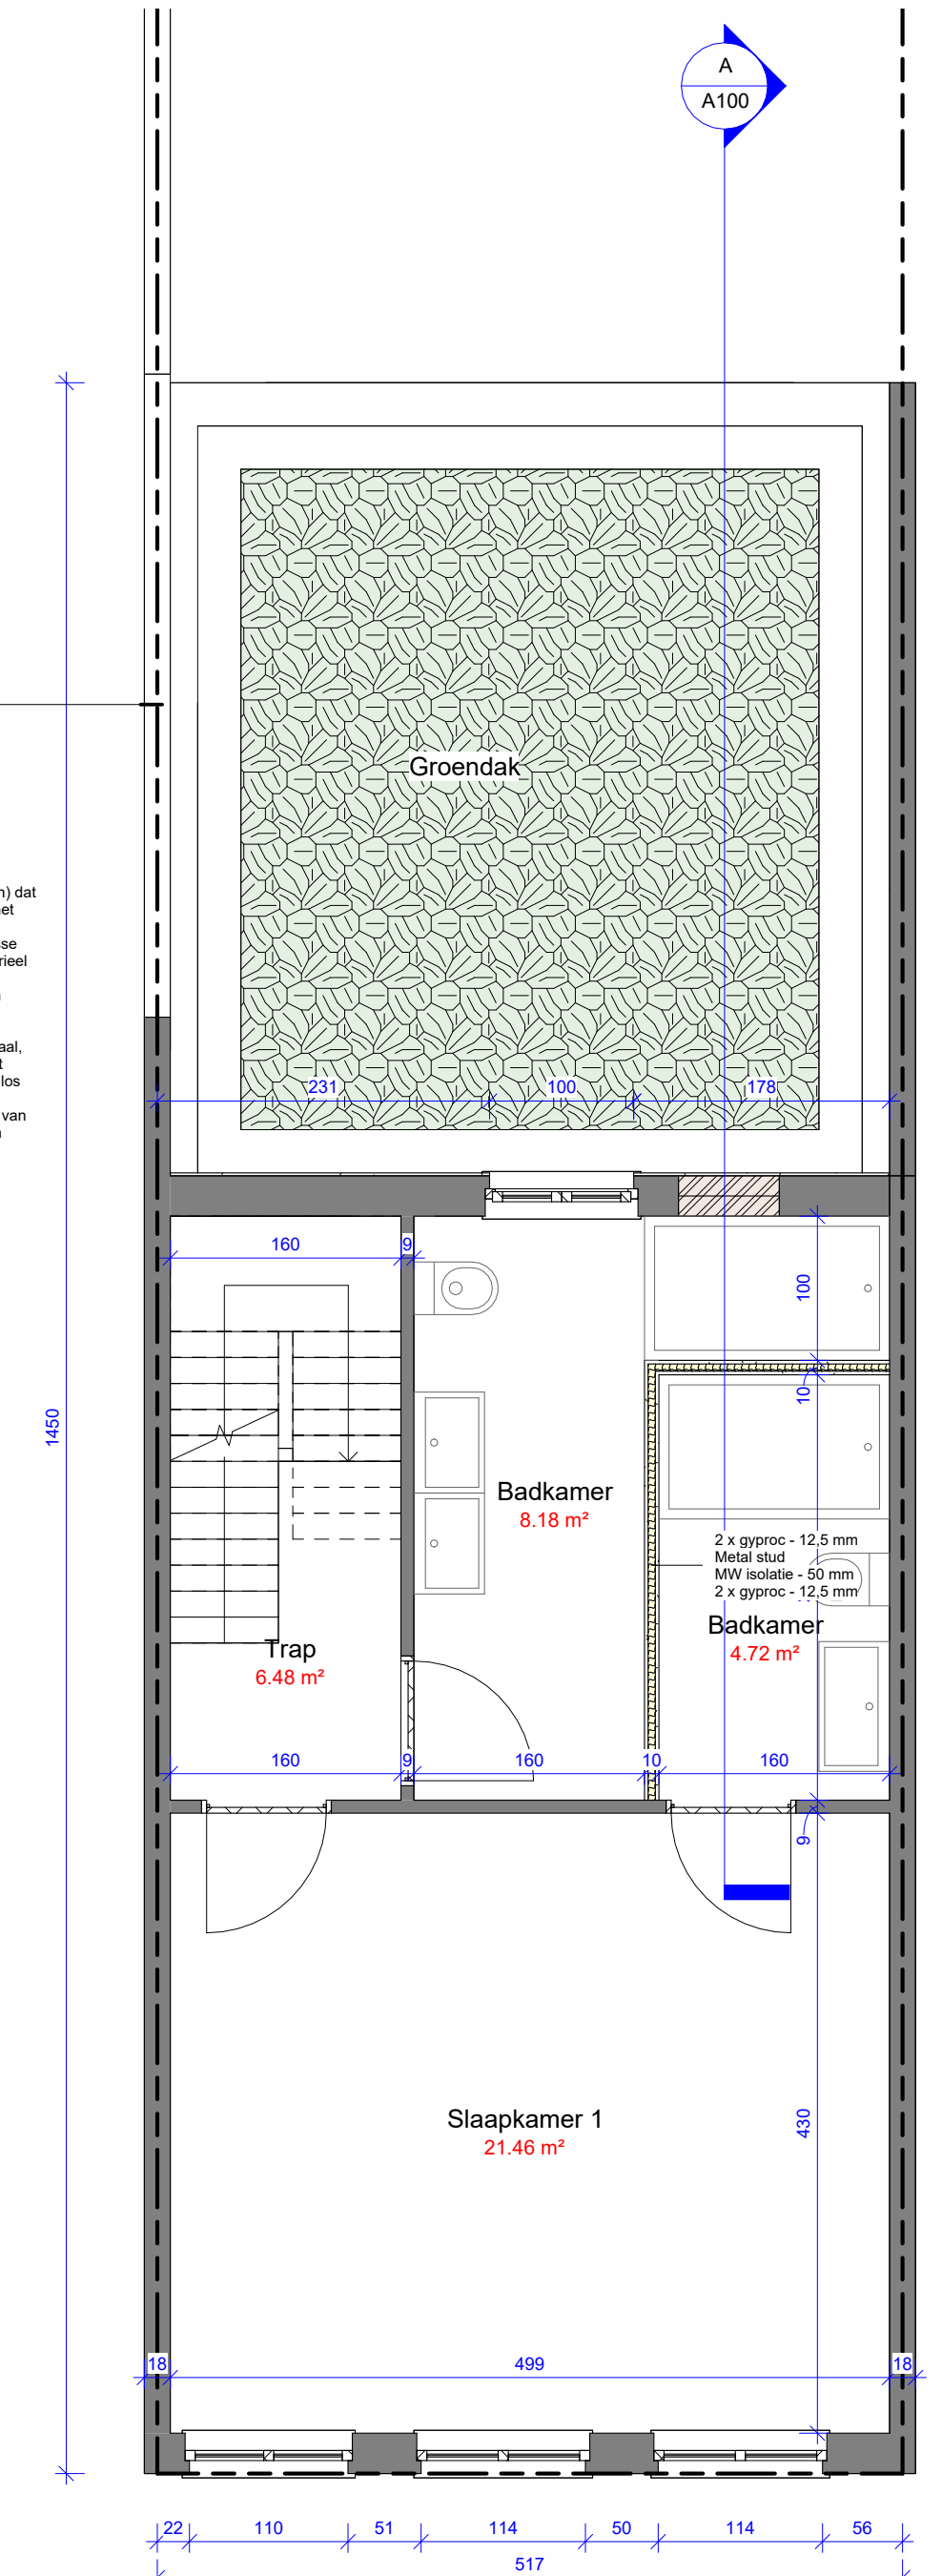 A
A100
Groendak
n) dat
net
sse
rieel
n
aal,
t
los
van
n
231
100
178
160
9
100
10
1450
Badkamer
8.18 m²
2 x gyproc - 12,5 mm
Metal stud
MW isolatie - 50 mm
2 x gyproc - 12,5 mm
Badkamer
4.72 m²
Trap
6.48 m²
160
9
160
10
160
9
Slaapkamer 1
21.46 m²
430
18
499
18
22
110
51
114
50
114
56
517